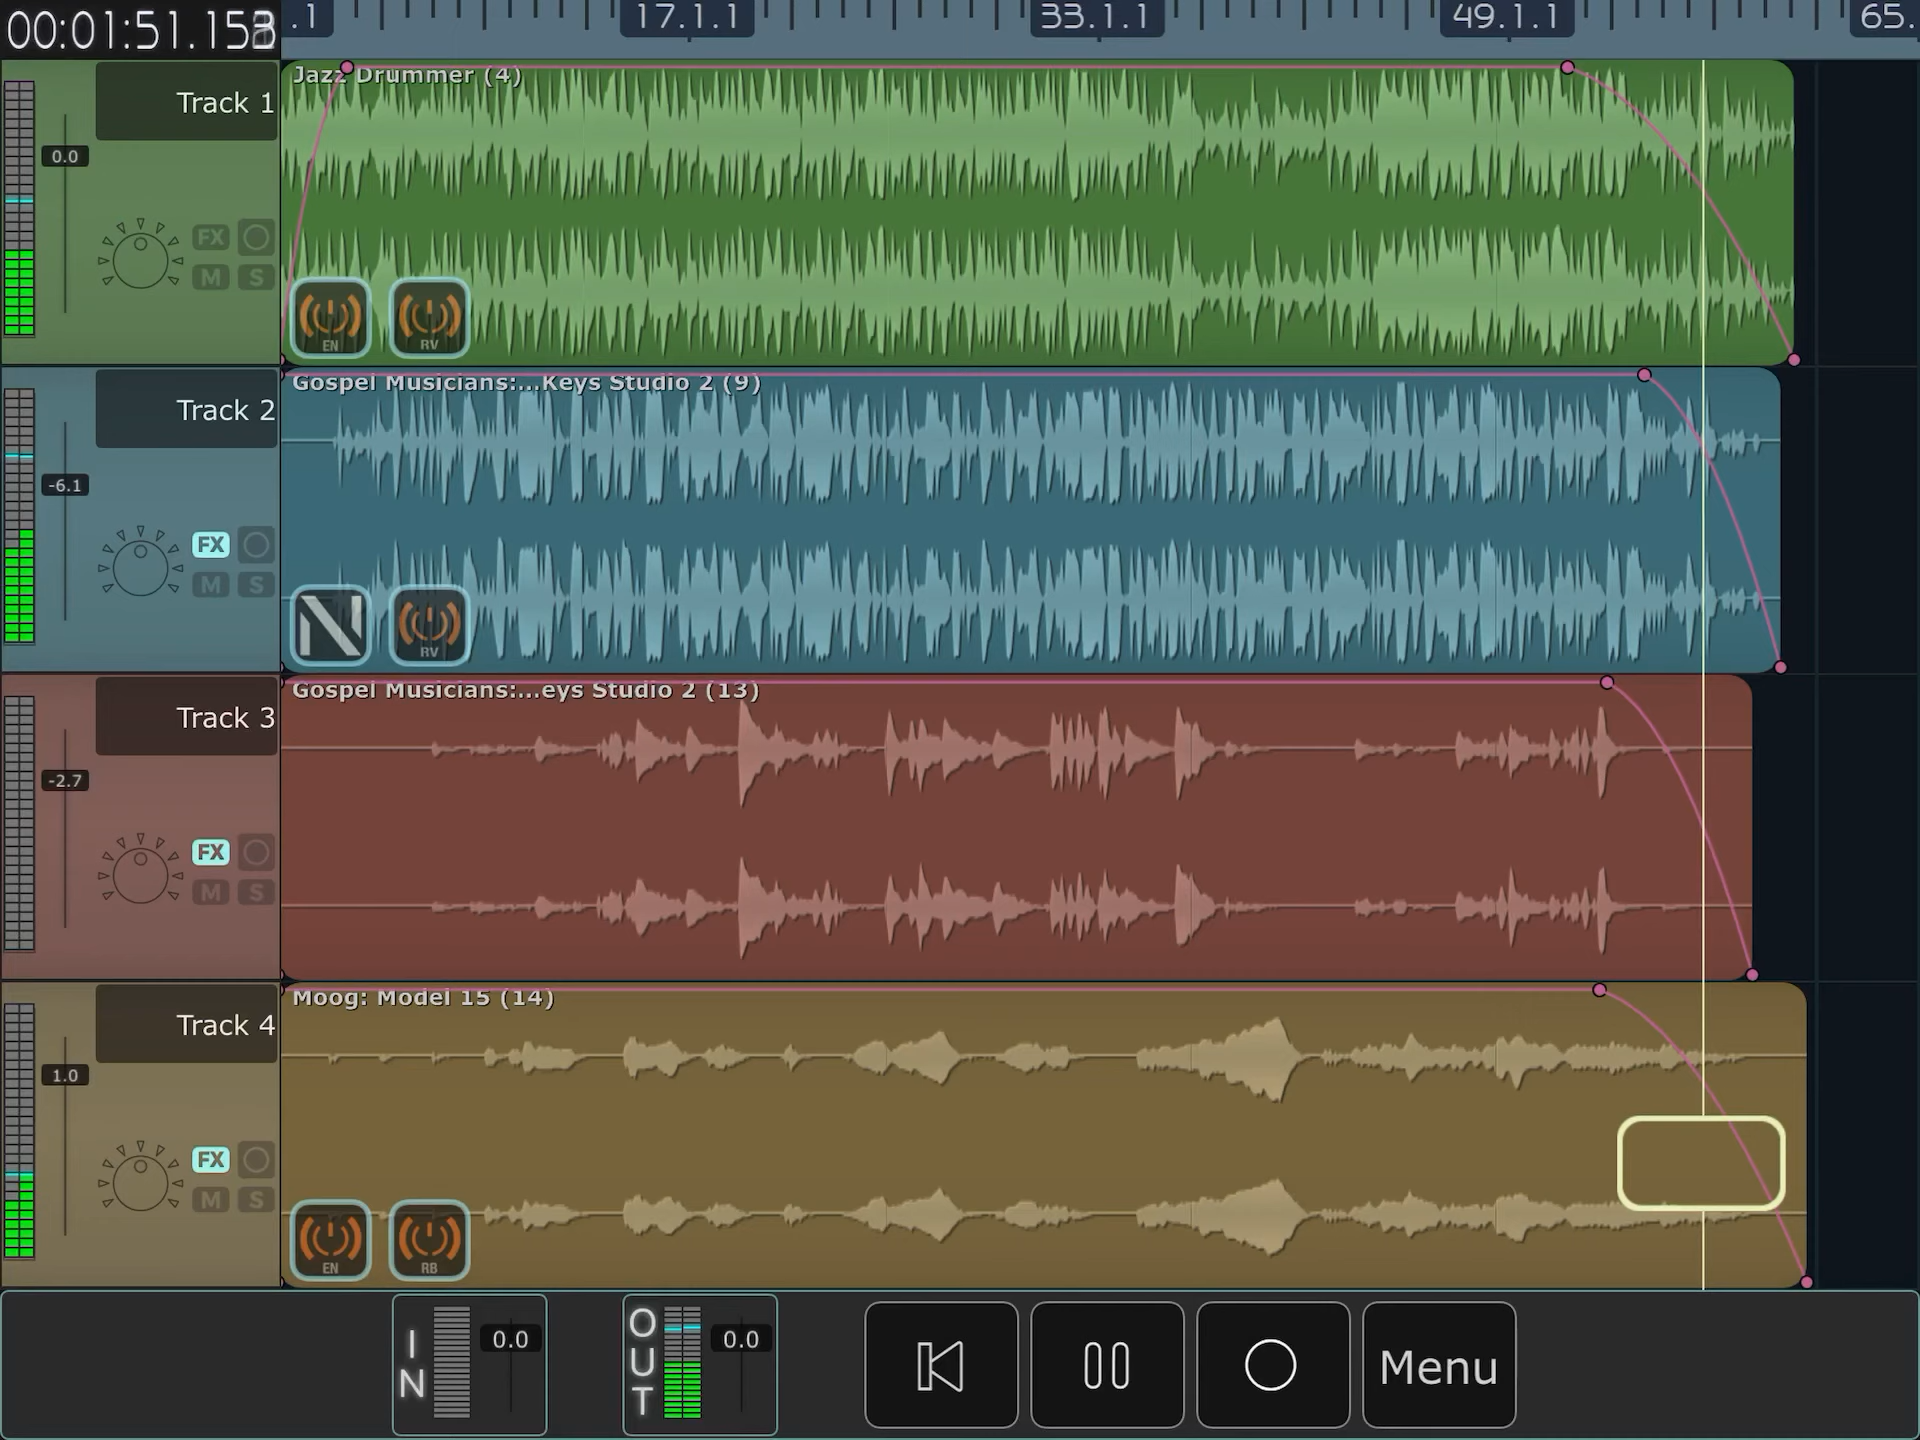 00:01:51.15
.1
17.1.1
33.1.1
49.1.1
65.
Track 1
0.0
FX
M S
Jazz Drummer (4)
EN
RV
Track 2
-6.1
FX
M S
Gospel Musicians:...Keys Studio 2 (9)
N
RV
Track 3
-2.7
FX
M S
Gospel Musicians:...eys Studio 2 (13)
Track 4
1.0
FX
M S
Moog: Model 15 (14)
EN
RB
IN
0.0
OUT
0.0
Menu